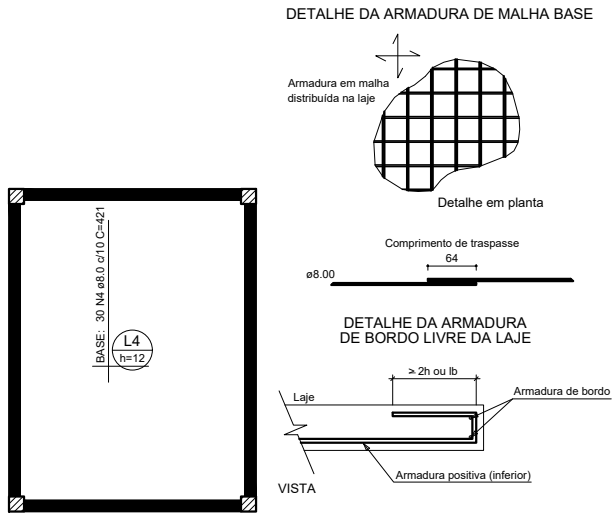 DETALHE DA ARMADURA DE MALHA BASE
Armadura em malha
distribuída na laje
Detalhe em planta
Comprimento de traspasse
64
ø8.00
BASE: 30 N4 ø8.0 c/10 C=421
L4
h=12
DETALHE DA ARMADURA
DE BORDO LIVRE DA LAJE
≥ 2h ou lb
Laje
Armadura de bordo
Armadura positiva (inferior)
VISTA